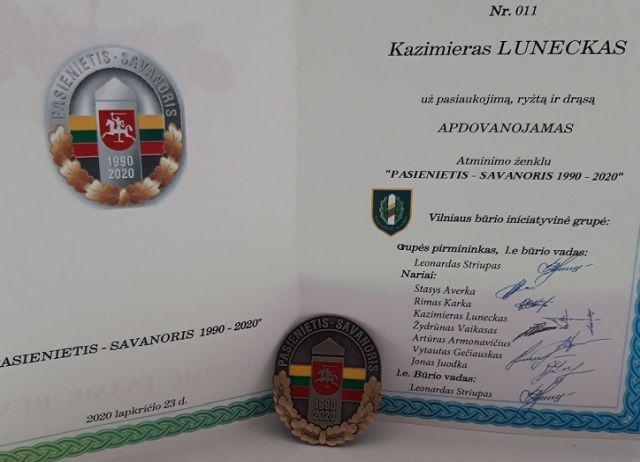 PASIENIETIS - SAVANORIS
1990
2020
PASIENIETIS - SAVANORIS 1990 - 2020"
2020 lapkričio 23 d.
Nr. 011
Kazimieras LUNECKAS
už pasiaukojimą, ryžtą ir drąsą
APDOVANOJAMAS
Atminimo ženklu
"PASIENIETIS - SAVANORIS 1990 - 2020"
Vilniaus būrio iniciatyvinė grupė:
Grupės pirmininkas, l.e būrio vadas:
Leonardas Striupas
Nariai:
Stasys Averka
Rimas Karka
Kazimieras Luneckas
Žydrūnas Vaikasas
Artūras Armonavičius
Vytautas Gečiauskas
Jonas Juodka
l.e. Būrio vadas:
Leonardas Striupas
PASIENIETIS - SAVANORIS
1990
2020